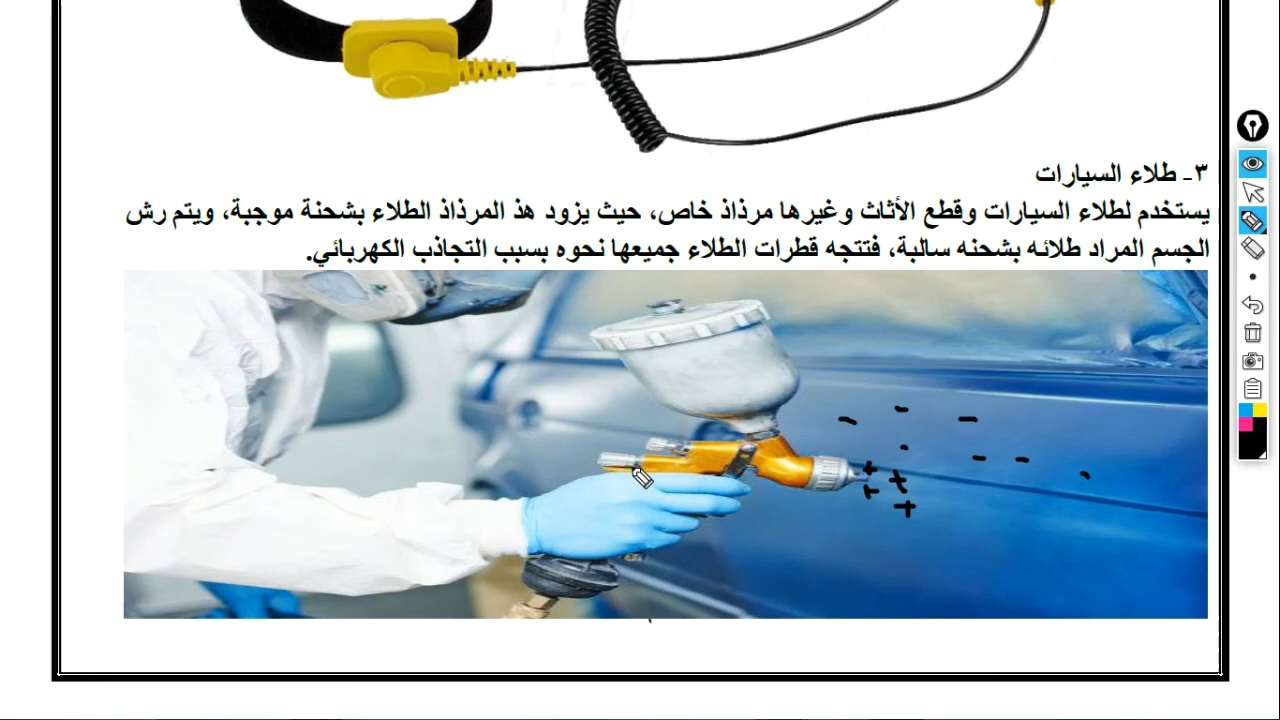 ٣- طلاء السيارات
يستخدم لطلاء السيارات وقطع الأثاث وغيرها مرذاذ خاص، حيث يزود هذ المرذاذ الطلاء بشحنة موجبة، ويتم رش
الجسم المراد طلائه بشحنه سالبة، فتتجه قطرات الطلاء جميعها نحوه بسبب التجاذب الكهربائي.